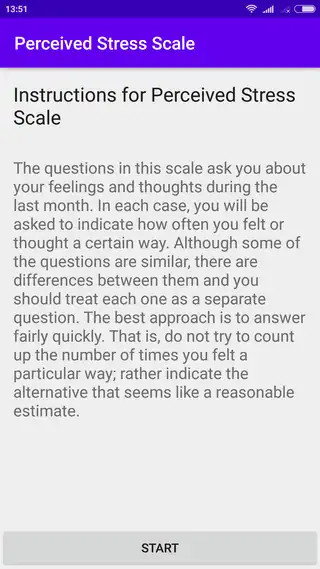 13:51
Perceived Stress Scale
Instructions for Perceived Stress
Scale
The questions in this scale ask you about
your feelings and thoughts during the
last month. In each case, you will be
asked to indicate how often you felt or
thought a certain way. Although some of
the questions are similar, there are
differences between them and you
should treat each one as a separate
question. The best approach is to answer
fairly quickly. That is, do not try to count
up the number of times you felt a
particular way; rather indicate the
alternative that seems like a reasonable
estimate.
START